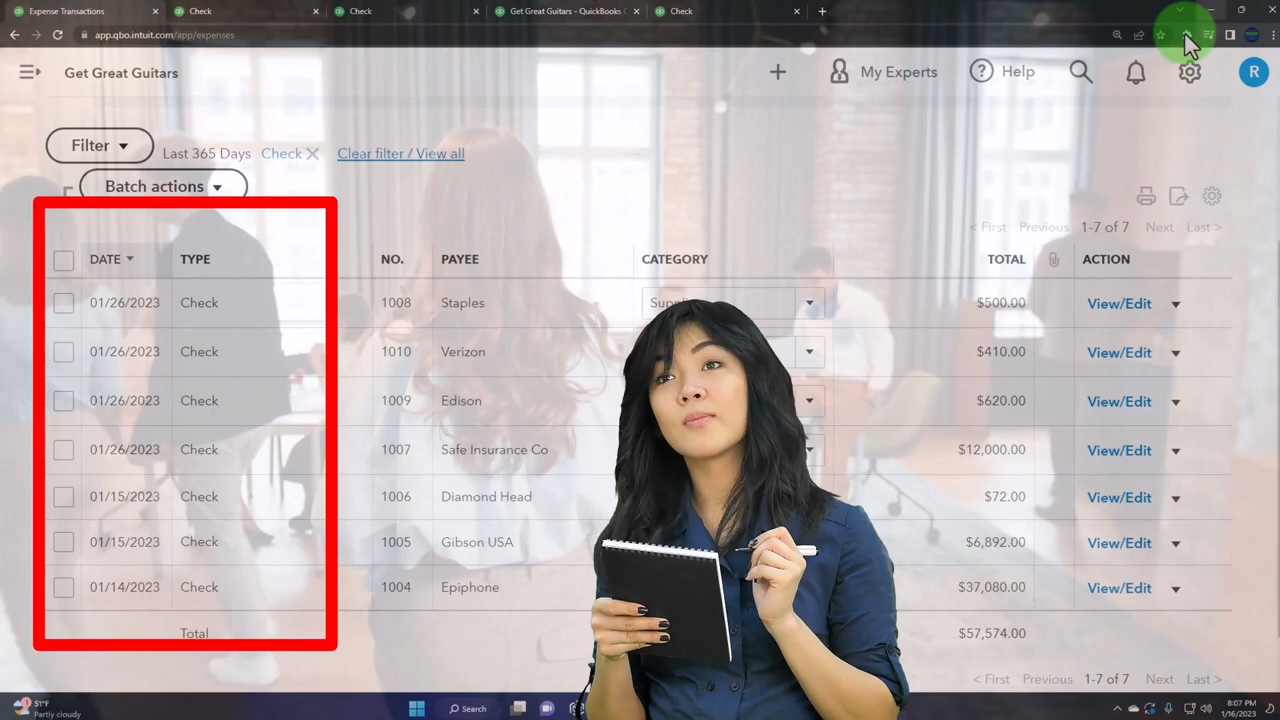 Expense Transactions × Check × Check × Get Great Guitars - QuickBooks × Check × +
app.qbo.intuit.com/app/expenses
Get Great Guitars + My Experts Help R
Filter Last 365 Days Check × Clear filter / View all
Batch actions
< First Previous 1-7 of 7 Next Last >
DATE TYPE NO. PAYEE CATEGORY TOTAL ACTION
01/26/2023 Check 1008 Staples $500.00 View/Edit
01/26/2023 Check 1010 Verizon $410.00 View/Edit
01/26/2023 Check 1009 Edison $620.00 View/Edit
01/26/2023 Check 1007 Safe Insurance Co $12,000.00 View/Edit
01/15/2023 Check 1006 Diamond Head $72.00 View/Edit
01/15/2023 Check 1005 Gibson USA $6,892.00 View/Edit
01/14/2023 Check 1004 Epiphone $37,080.00 View/Edit
Total $57,574.00
< First Previous 1-7 of 7 Next Last >
51°F Search 8:07 PM
Partly cloudy 1/16/2023